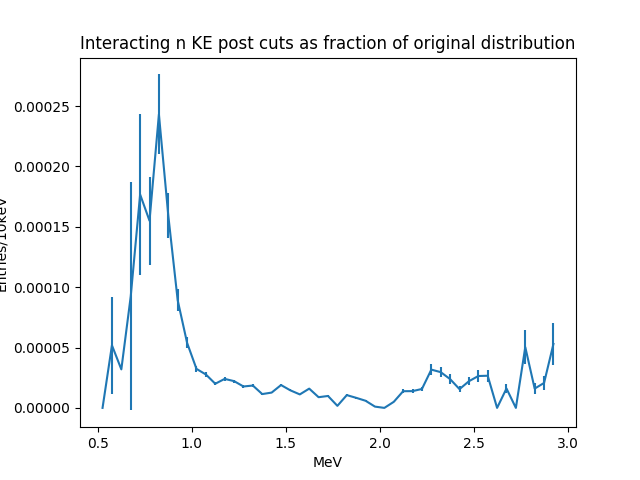 Interacting n KE post cuts as fraction of original distribution
0.00025
0.00020
0.00015
0.00010
0.00005
0.00000
Entries/10keV
0.5 1.0 1.5 2.0 2.5 3.0
MeV